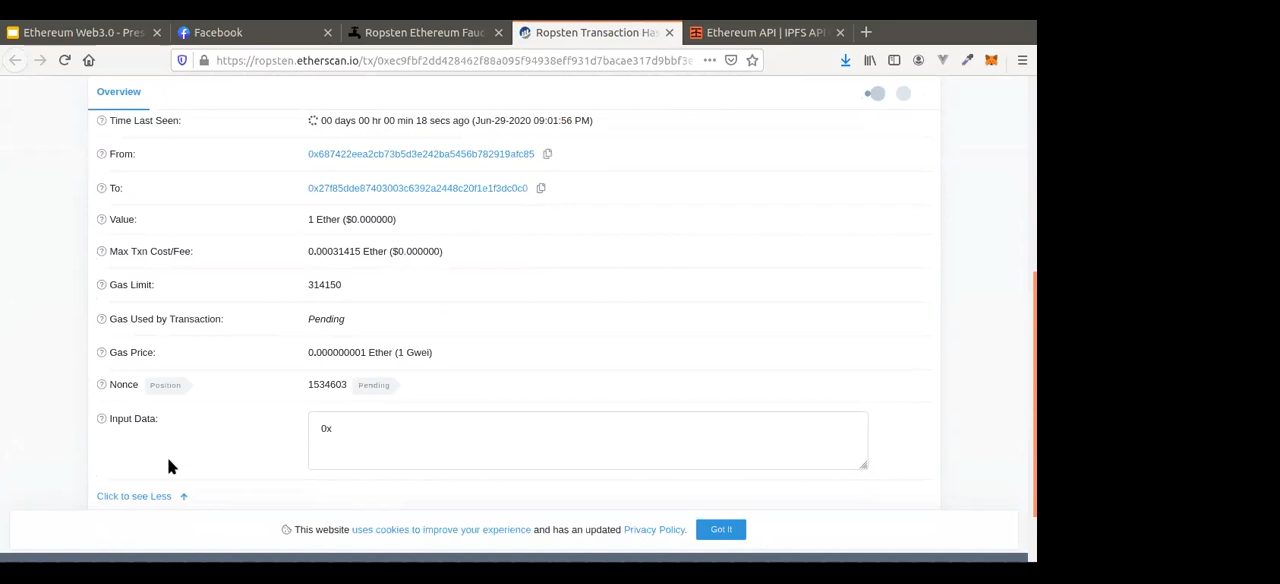 Ethereum Web3.0 - Pres
Facebook
Ropsten Ethereum Fauc
Ropsten Transaction Has
Ethereum API | IPFS API
https://ropsten.etherscan.io/tx/0xec9fbf2dd428462f88a095f94938eff931d7bacae317d9bbf3e
Overview
Time Last Seen: 00 days 00 hr 00 min 18 secs ago (Jun-29-2020 09:01:56 PM)
From: 0x687422eea2cb73b5d3e242ba5456b782919afc85
To: 0x27f85dde87403003c6392a2448c20f1e1f3dc0c0
Value: 1 Ether ($0.000000)
Max Txn Cost/Fee: 0.00031415 Ether ($0.000000)
Gas Limit: 314150
Gas Used by Transaction: Pending
Gas Price: 0.000000001 Ether (1 Gwei)
Nonce Position 1534603 Pending
Input Data: 0x
Click to see Less
This website uses cookies to improve your experience and has an updated Privacy Policy. Got It